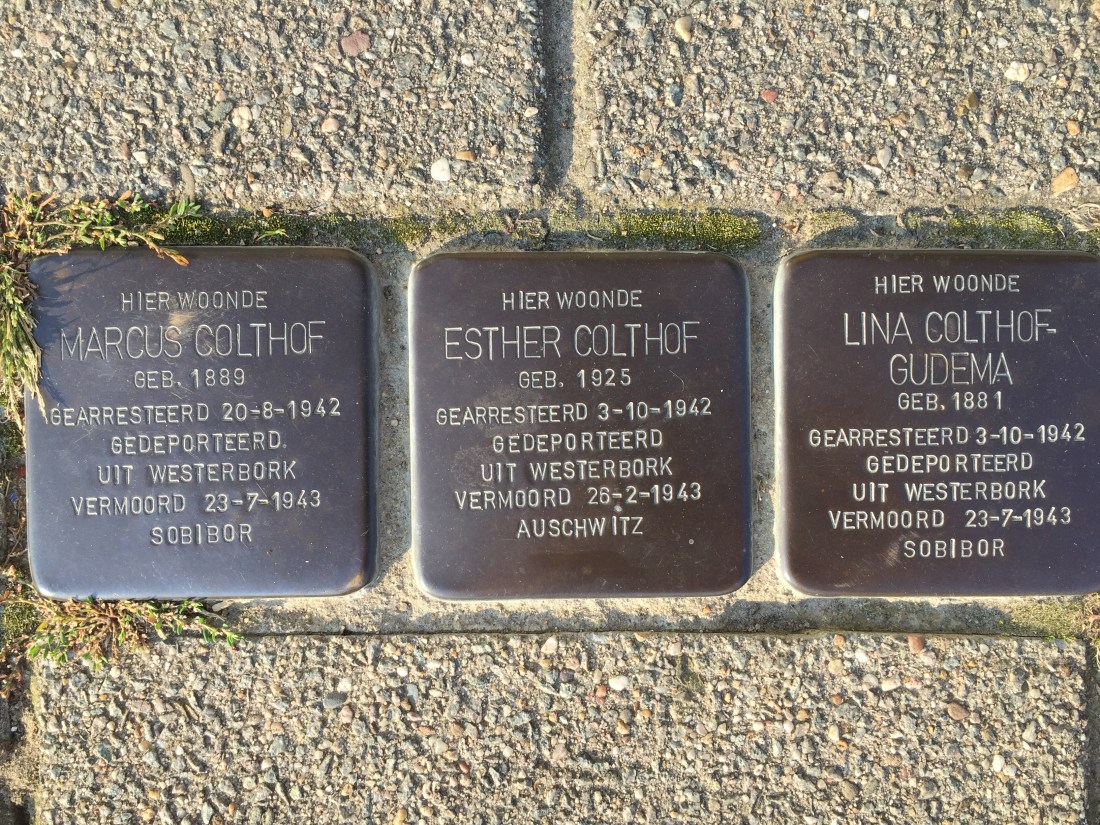 HIER WOONDE
MARCUS COLTHOF
GEB. 1889
GEARRESTEERD 20-8-1942
GEDEPORTEERD
UIT WESTERBORK
VERMOORD 23-7-1943
SOBIBOR
HIER WOONDE
ESTHER COLTHOF
GEB. 1925
GEARRESTEERD 3-10-1942
GEDEPORTEERD
UIT WESTERBORK
VERMOORD 26-2-1943
AUSCHWITZ
HIER WOONDE
LINA COLTHOF-
GUDEMA
GEB. 1881
GEARRESTEERD 3-10-1942
GEDEPORTEERD
UIT WESTERBORK
VERMOORD 23-7-1943
SOBIBOR